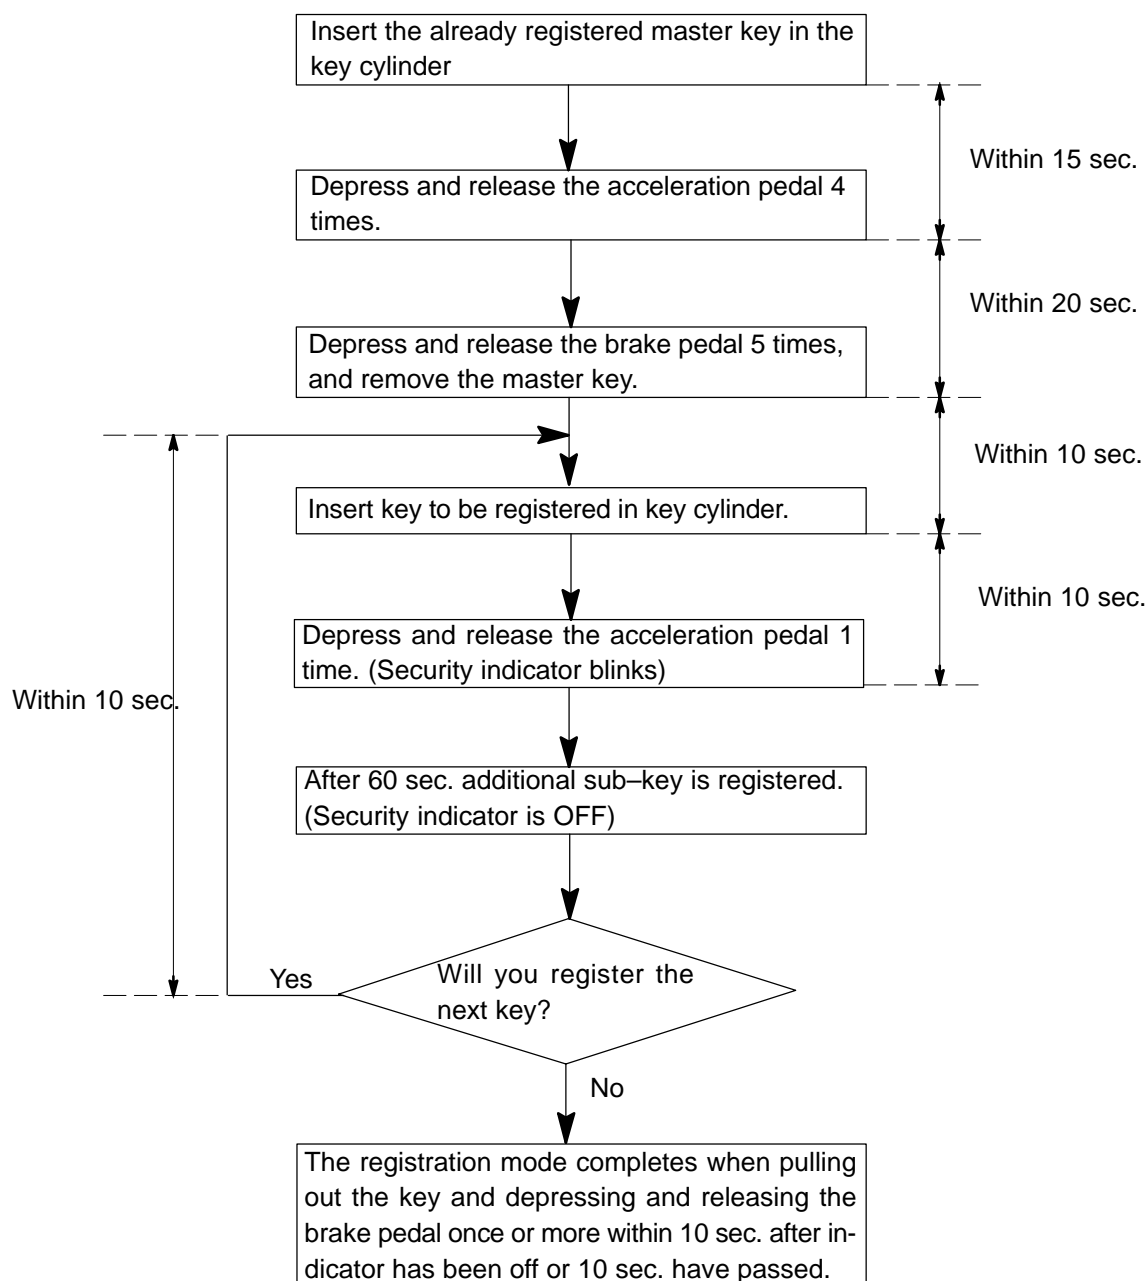 Insert the already registered master key in the
key cylinder
Within 15 sec.
Depress and release the acceleration pedal 4
times.
Within 20 sec.
Depress and release the brake pedal 5 times,
and remove the master key.
Within 10 sec.
Insert key to be registered in key cylinder.
Within 10 sec.
Depress and release the acceleration pedal 1
time. (Security indicator blinks)
Within 10 sec.
After 60 sec. additional sub–key is registered.
(Security indicator is OFF)
Will you register the
next key?
Yes
No
The registration mode completes when pulling
out the key and depressing and releasing the
brake pedal once or more within 10 sec. after in-
dicator has been off or 10 sec. have passed.